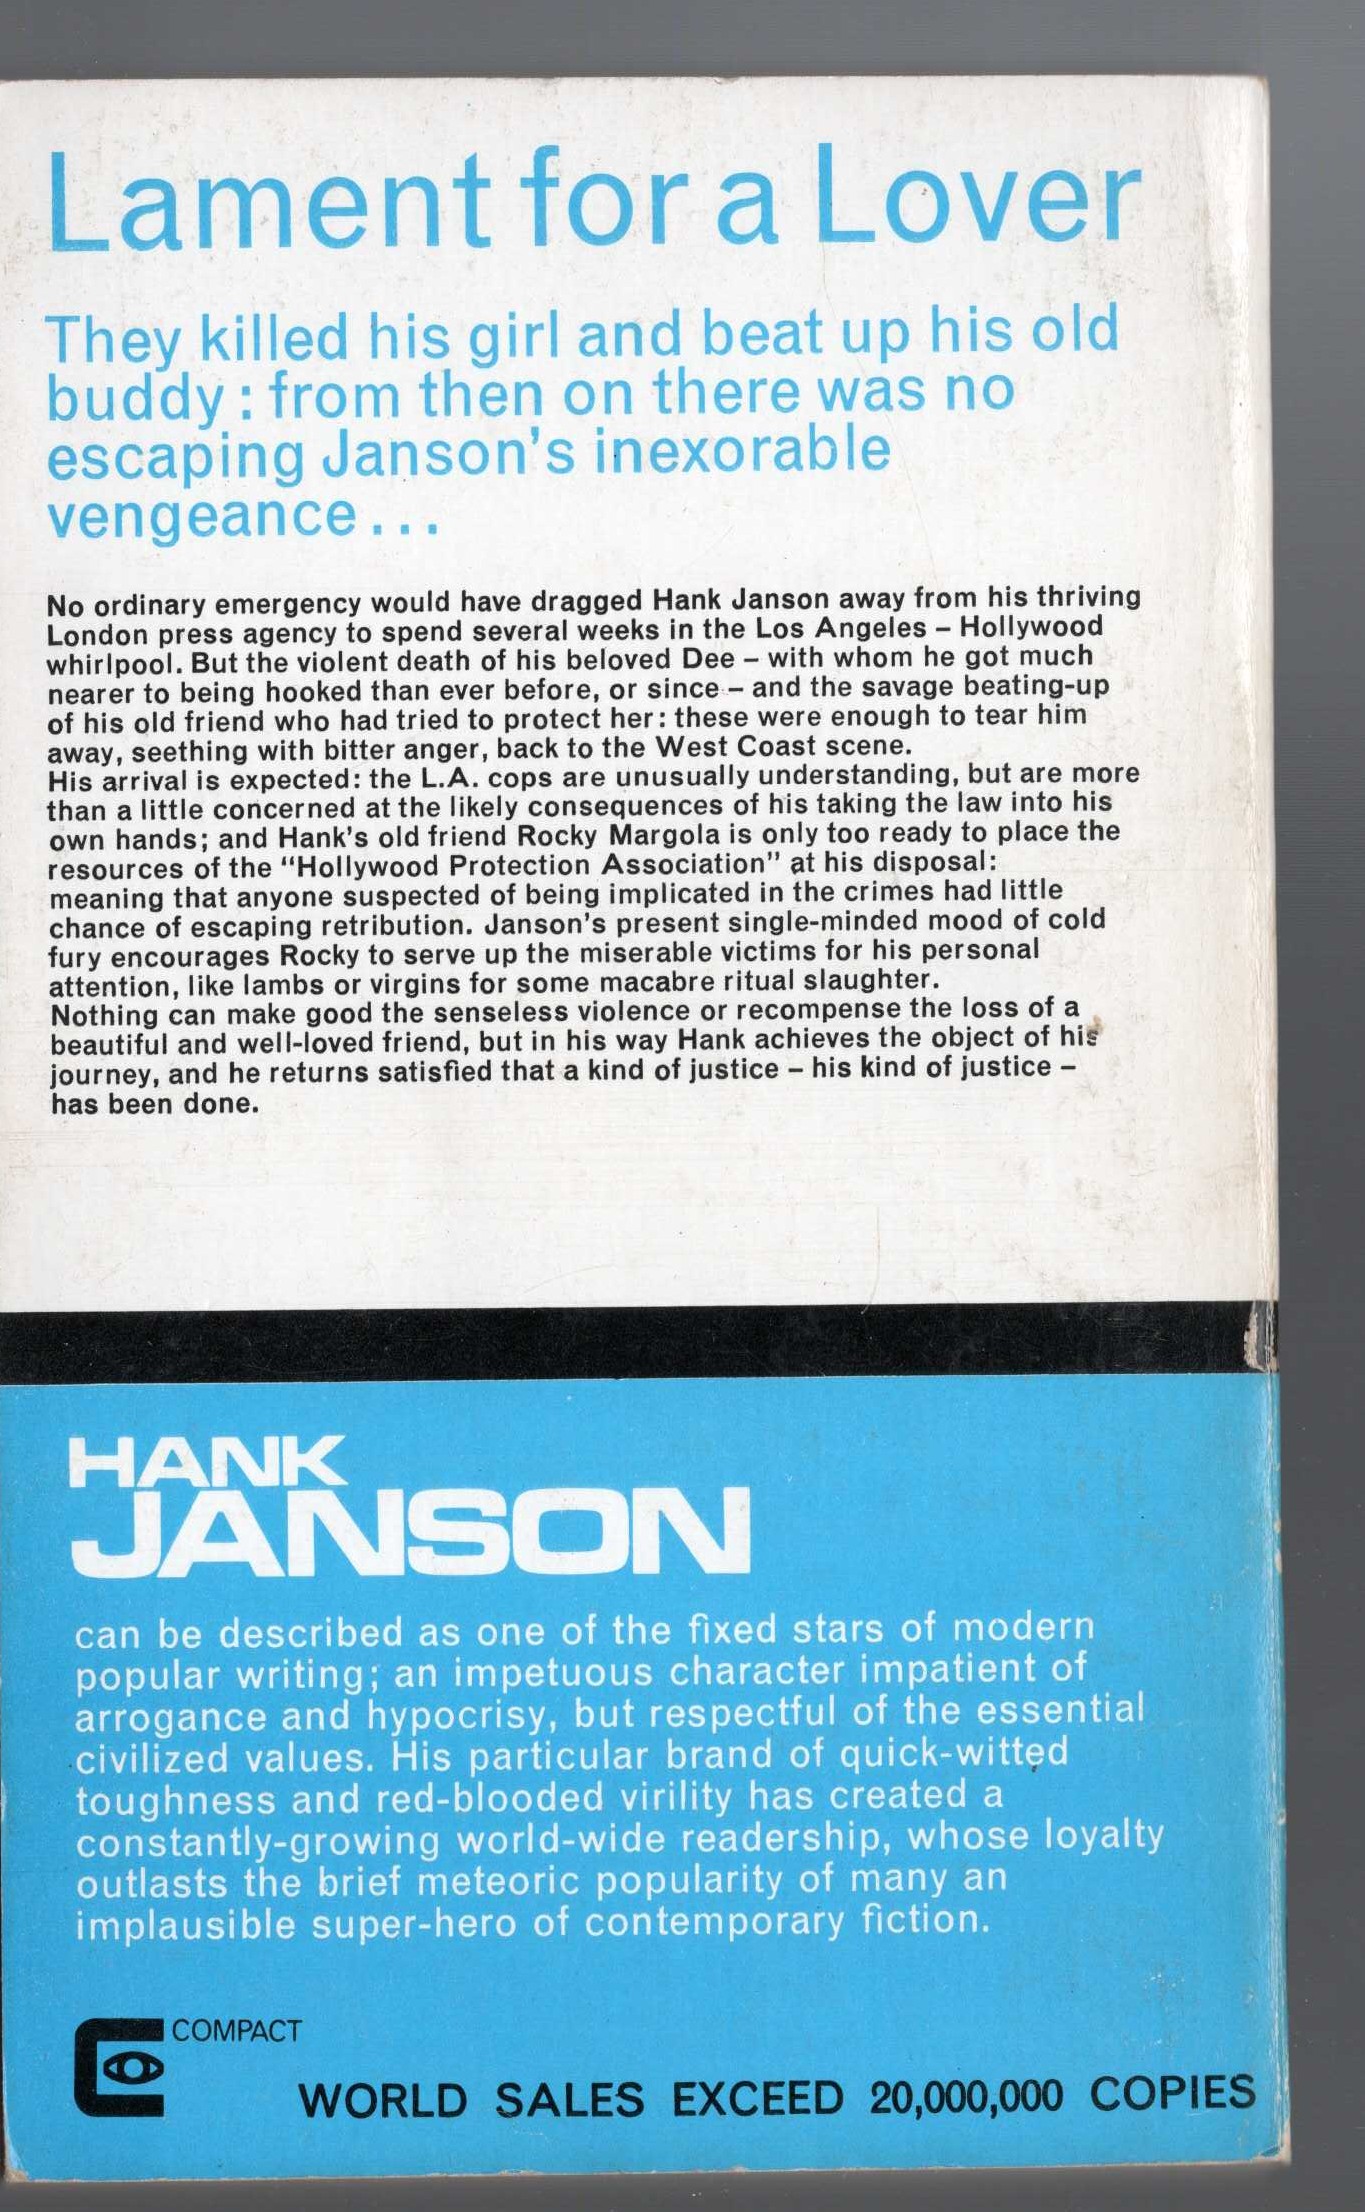 Lament for a Lover
They killed his girl and beat up his old
buddy: from then on there was no
escaping Janson's inexorable
vengeance...
No ordinary emergency would have dragged Hank Janson away from his thriving
London press agency to spend several weeks in the Los Angeles – Hollywood
whirlpool. But the violent death of his beloved Dee – with whom he got much
nearer to being hooked than ever before, or since – and the savage beating-up
of his old friend who had tried to protect her: these were enough to tear him
away, seething with bitter anger, back to the West Coast scene.
His arrival is expected: the L.A. cops are unusually understanding, but are more
than a little concerned at the likely consequences of his taking the law into his
own hands; and Hank's old friend Rocky Margola is only too ready to place the
resources of the “Hollywood Protection Association” at his disposal:
meaning that anyone suspected of being implicated in the crimes had little
chance of escaping retribution. Janson's present single-minded mood of cold
fury encourages Rocky to serve up the miserable victims for his personal
attention, like lambs or virgins for some macabre ritual slaughter.
Nothing can make good the senseless violence or recompense the loss of a
beautiful and well-loved friend, but in his way Hank achieves the object of his
journey, and he returns satisfied that a kind of justice – his kind of justice –
has been done.
HANK
JANSON
can be described as one of the fixed stars of modern
popular writing; an impetuous character impatient of
arrogance and hypocrisy, but respectful of the essential
civilized values. His particular brand of quick-witted
toughness and red-blooded virility has created a
constantly-growing world-wide readership, whose loyalty
outlasts the brief meteoric popularity of many an
implausible super-hero of contemporary fiction.
COMPACT
WORLD SALES EXCEED 20,000,000 COPIES